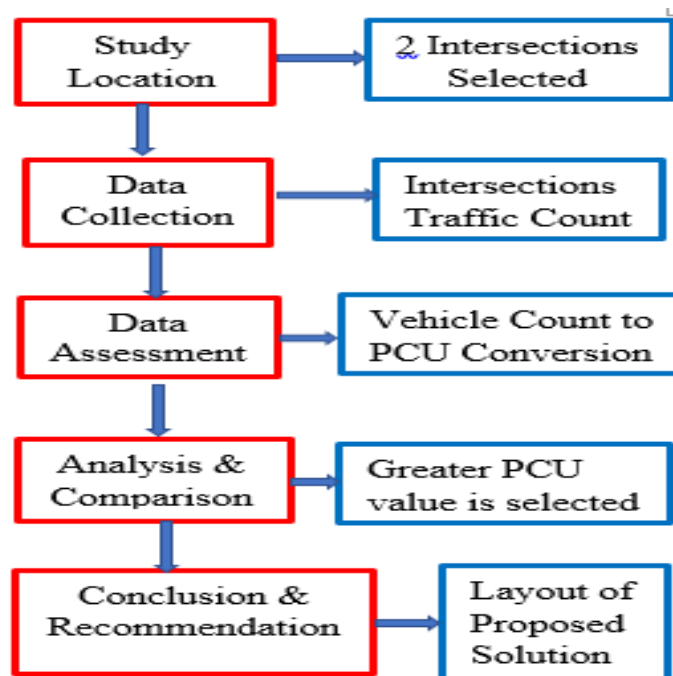 Study
Location
2 Intersections
Selected
Data
Collection
Intersections
Traffic Count
Data
Assessment
Vehicle Count to
PCU Conversion
Analysis &
Comparison
Greater PCU
value is selected
Conclusion &
Recommendation
Layout of
Proposed
Solution